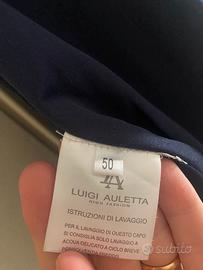 50
LA
LUIGI AULETTA
HIGH FASHION
ISTRUZIONI DI LAVAGGIO
PER IL LAVAGGIO DI QUESTO CAPO
SI CONSIGLIA SOLO LAVAGGIO A
ACQUA DELICATO A CICLO BREVE
subito